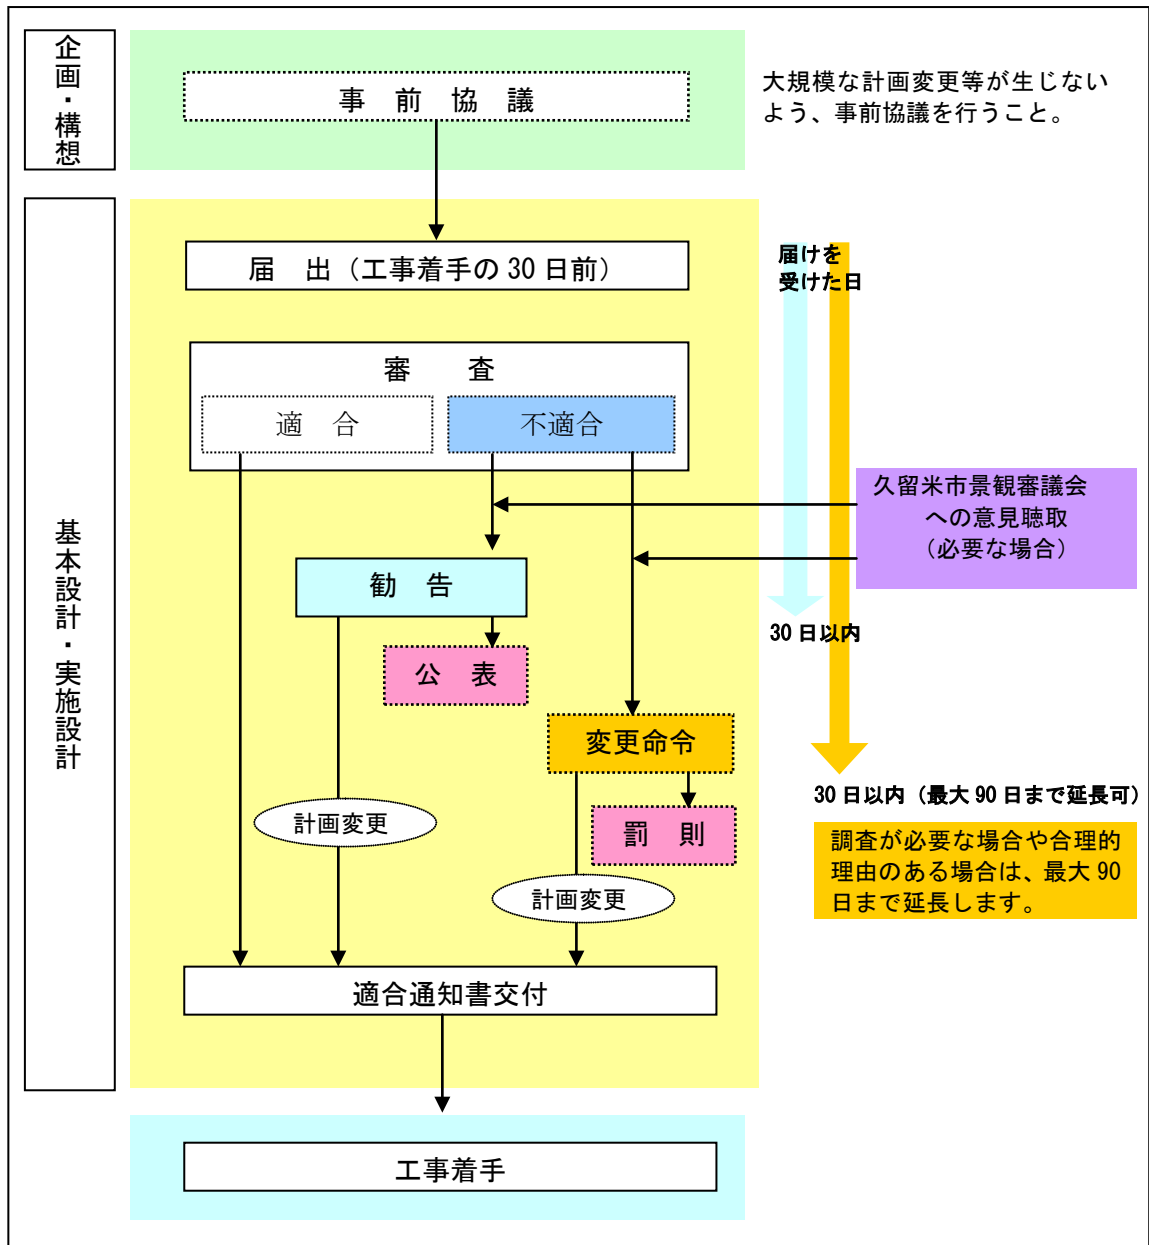 企画・構想
事　前　協　議
大規模な計画変更等が生じない
よう、事前協議を行うこと。
基本設計・実施設計
届　出（工事着手の 30 日前）
届けを
受けた日
審　　査
適　合
不適合
久留米市景観審議会
への意見聴取
（必要な場合）
勧　告
30 日以内
公　表
変更命令
30 日以内（最大 90 日まで延長可）
計画変更
罰　則
調査が必要な場合や合理的
理由のある場合は、最大 90
日まで延長します。
計画変更
適合通知書交付
工事着手